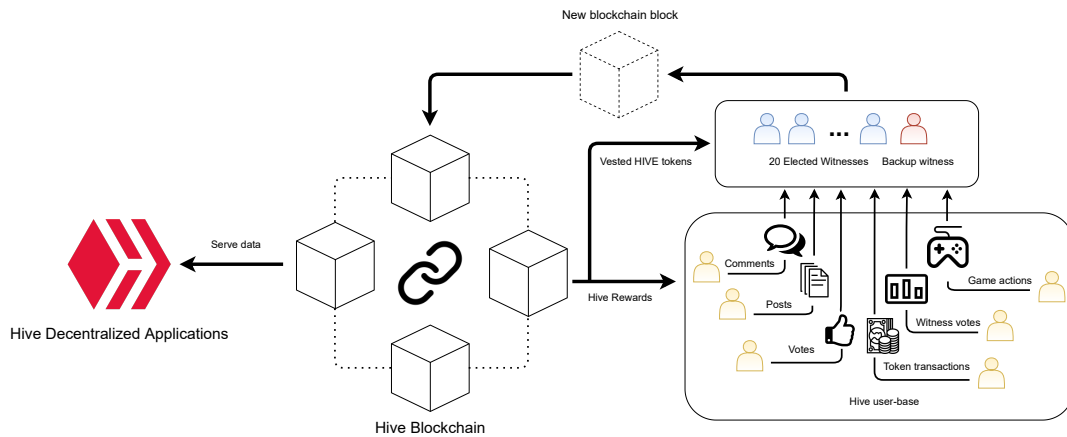 New blockchain block
Vested HIVE tokens
20 Elected Witnesses
Backup witness
Serve data
Hive Rewards
Comments
Posts
Votes
Game actions
Witness votes
Token transactions
Hive user-base
Hive Decentralized Applications
Hive Blockchain
...